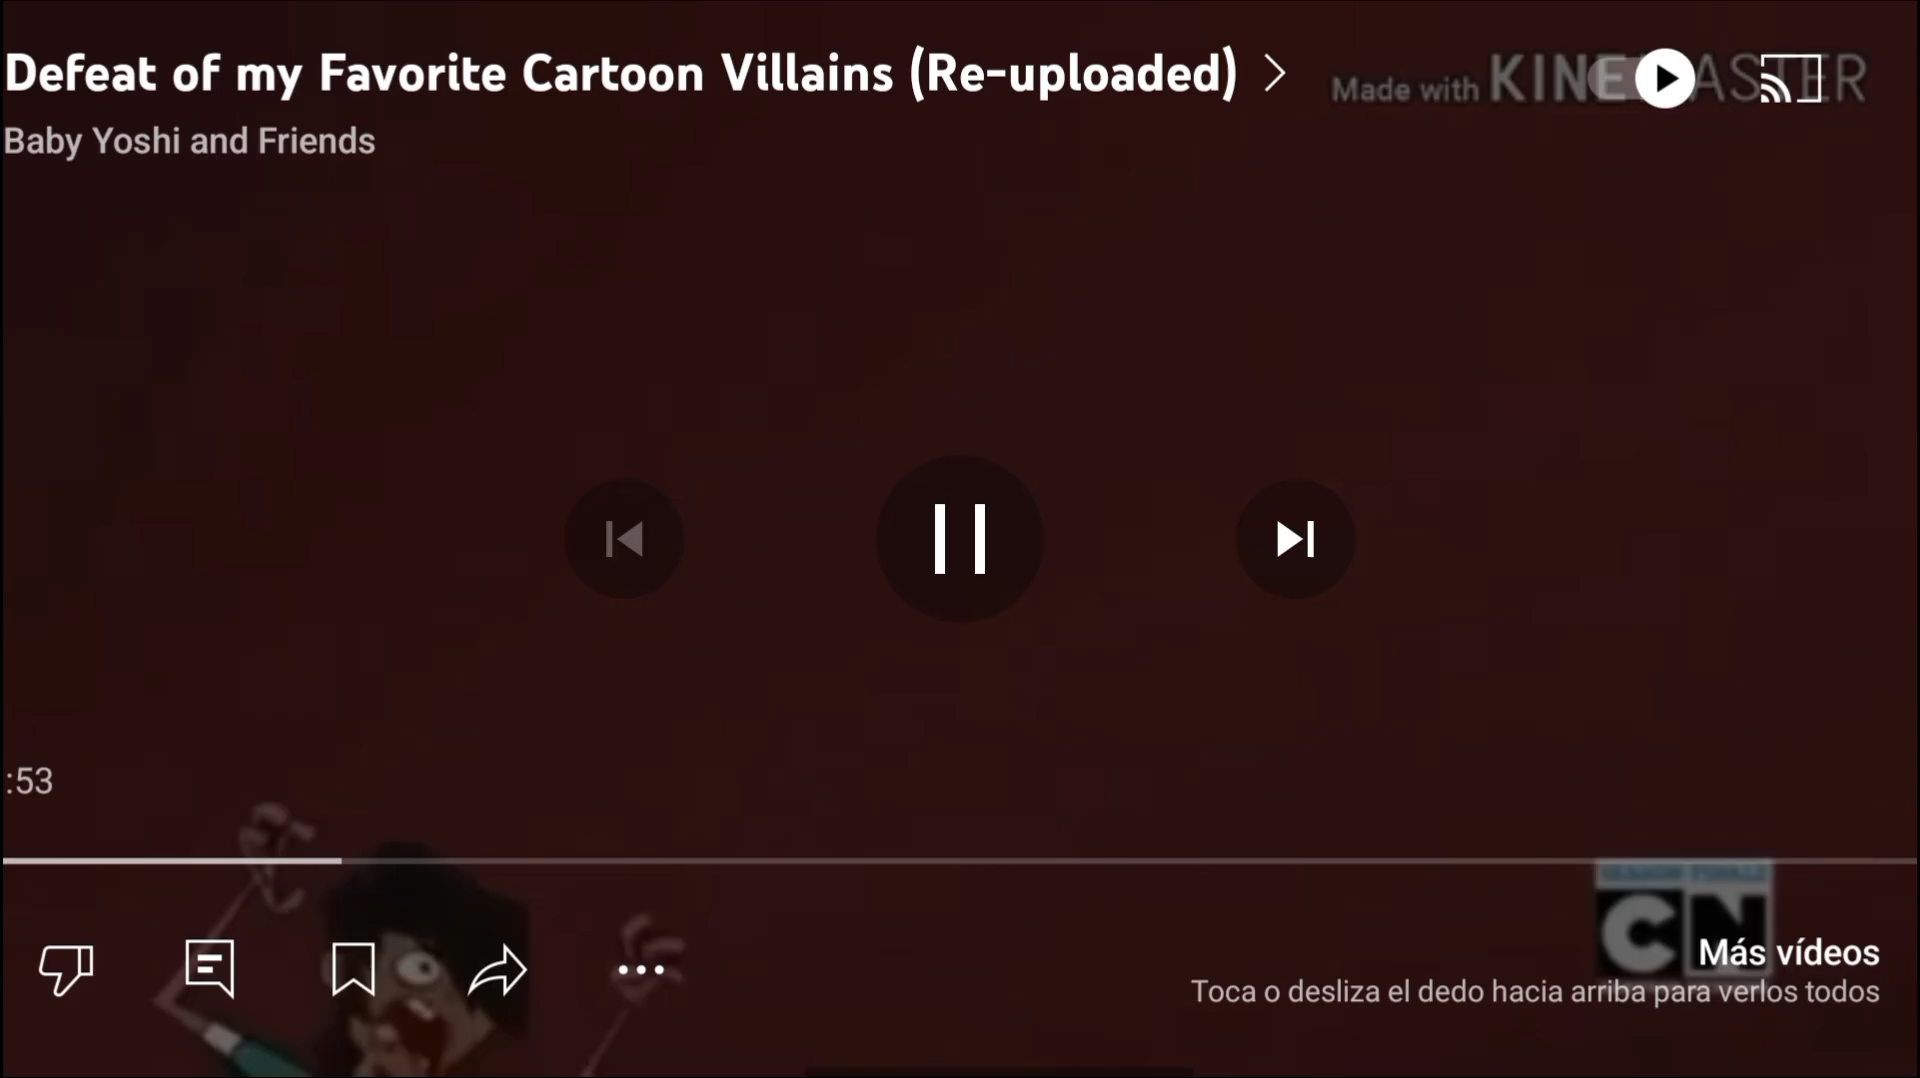 Defeat of my Favorite Cartoon Villains (Re-uploaded)
Made with KINEMASTER
Baby Yoshi and Friends
:53
CN
Más vídeos
Toca o desliza el dedo hacia arriba para verlos todos